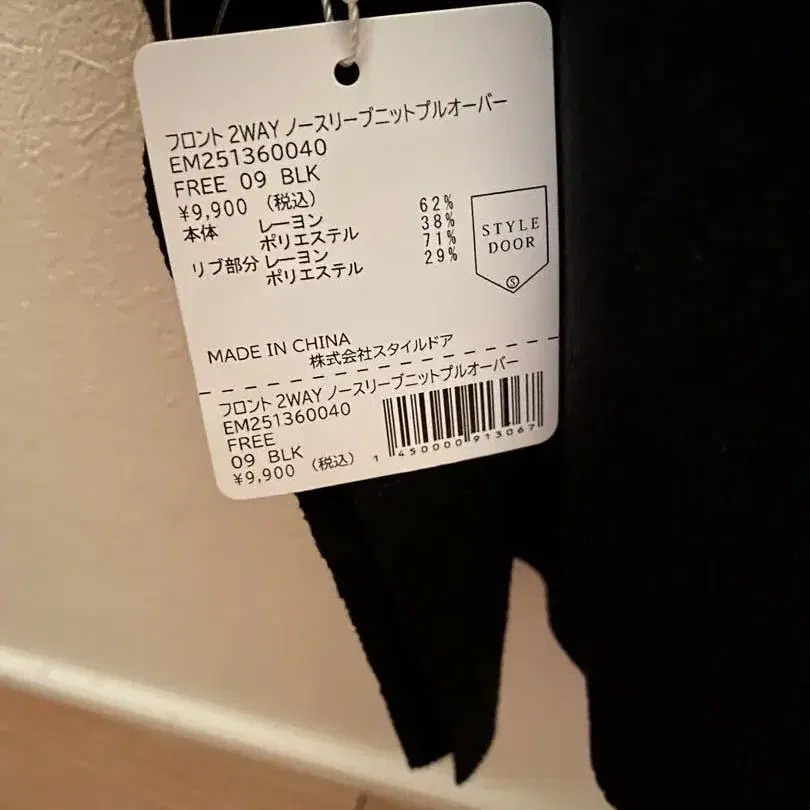 フロント 2WAY ノースリーブニットプルオーバー
EM251360040
FREE 09 BLK
¥9,900 (税込)
本体 レーヨン 62%
ポリエステル 38%
リブ部分 レーヨン 71%
ポリエステル 29%
STYLE
DOOR
S
MADE IN CHINA
株式会社スタイルドア
フロント 2WAY ノースリーブニットプルオーバー
EM251360040
FREE
09 BLK
¥9,900 (税込)
1 450000 913067